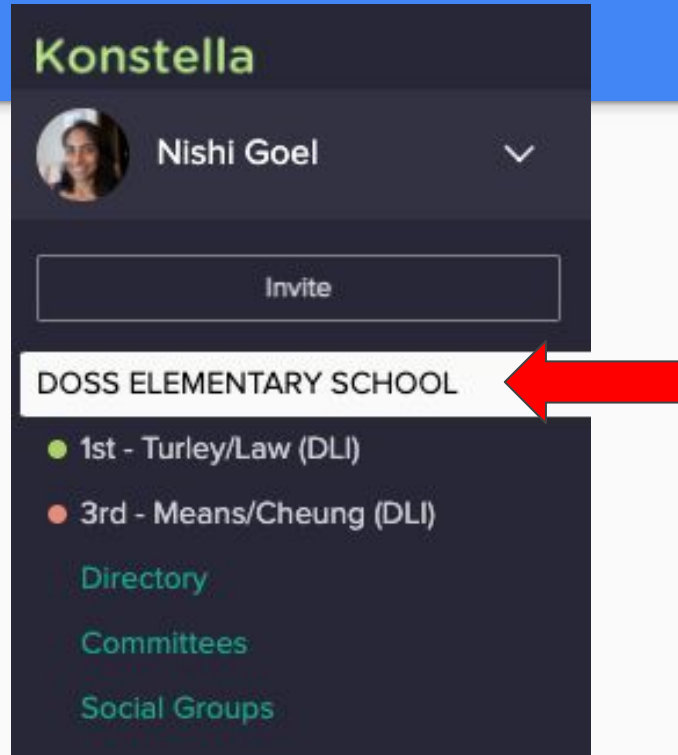 Konstella
Nishi Goel
Invite
DOSS ELEMENTARY SCHOOL
1st - Turley/Law (DLI)
3rd - Means/Cheung (DLI)
Directory
Committees
Social Groups